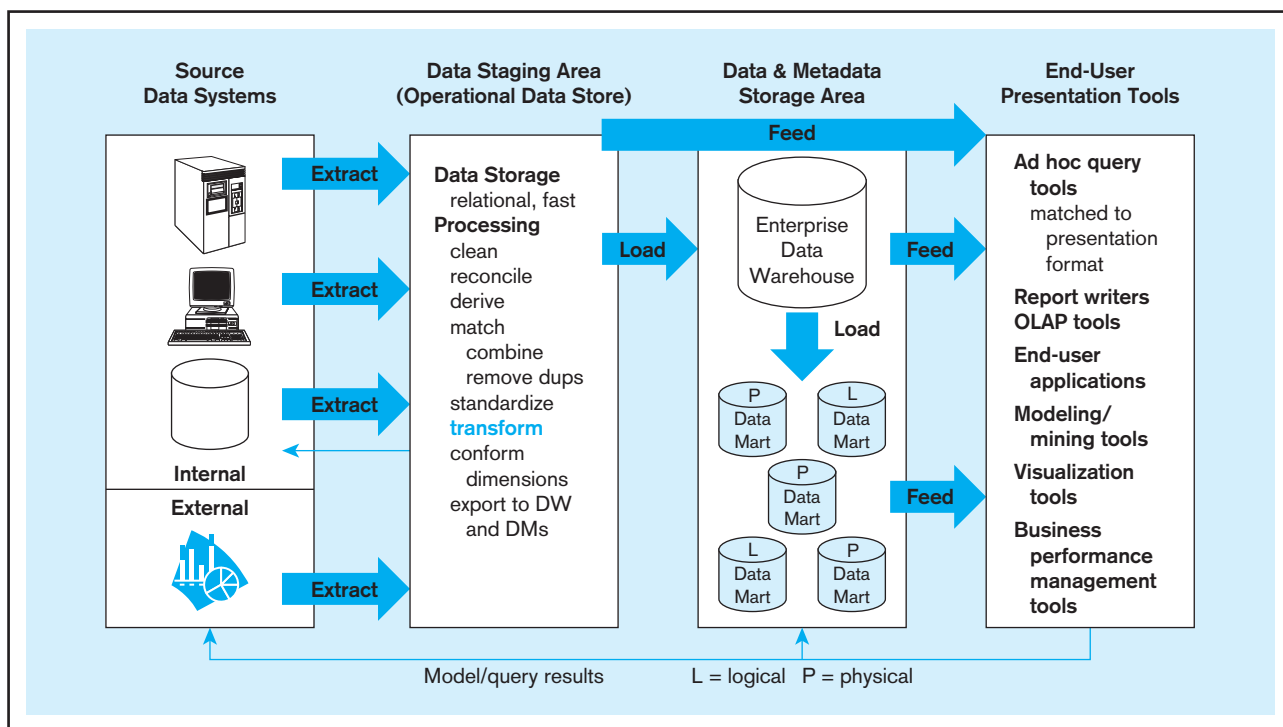 Source
Data Systems
Data Staging Area
(Operational Data Store)
Data & Metadata
Storage Area
End-User
Presentation Tools
Extract
Extract
Extract
Internal
External
Extract
Data Storage
relational, fast
Processing
clean
reconcile
derive
match
combine
remove dups
standardize
transform
conform
dimensions
export to DW
and DMs
Feed
Load
Enterprise
Data
Warehouse
Load
P
Data
Mart
L
Data
Mart
P
Data
Mart
L
Data
Mart
P
Data
Mart
Feed
Feed
Ad hoc query
tools
matched to
presentation
format
Report writers
OLAP tools
End-user
applications
Modeling/
mining tools
Visualization
tools
Business
performance
management
tools
Model/query results
L = logical P = physical